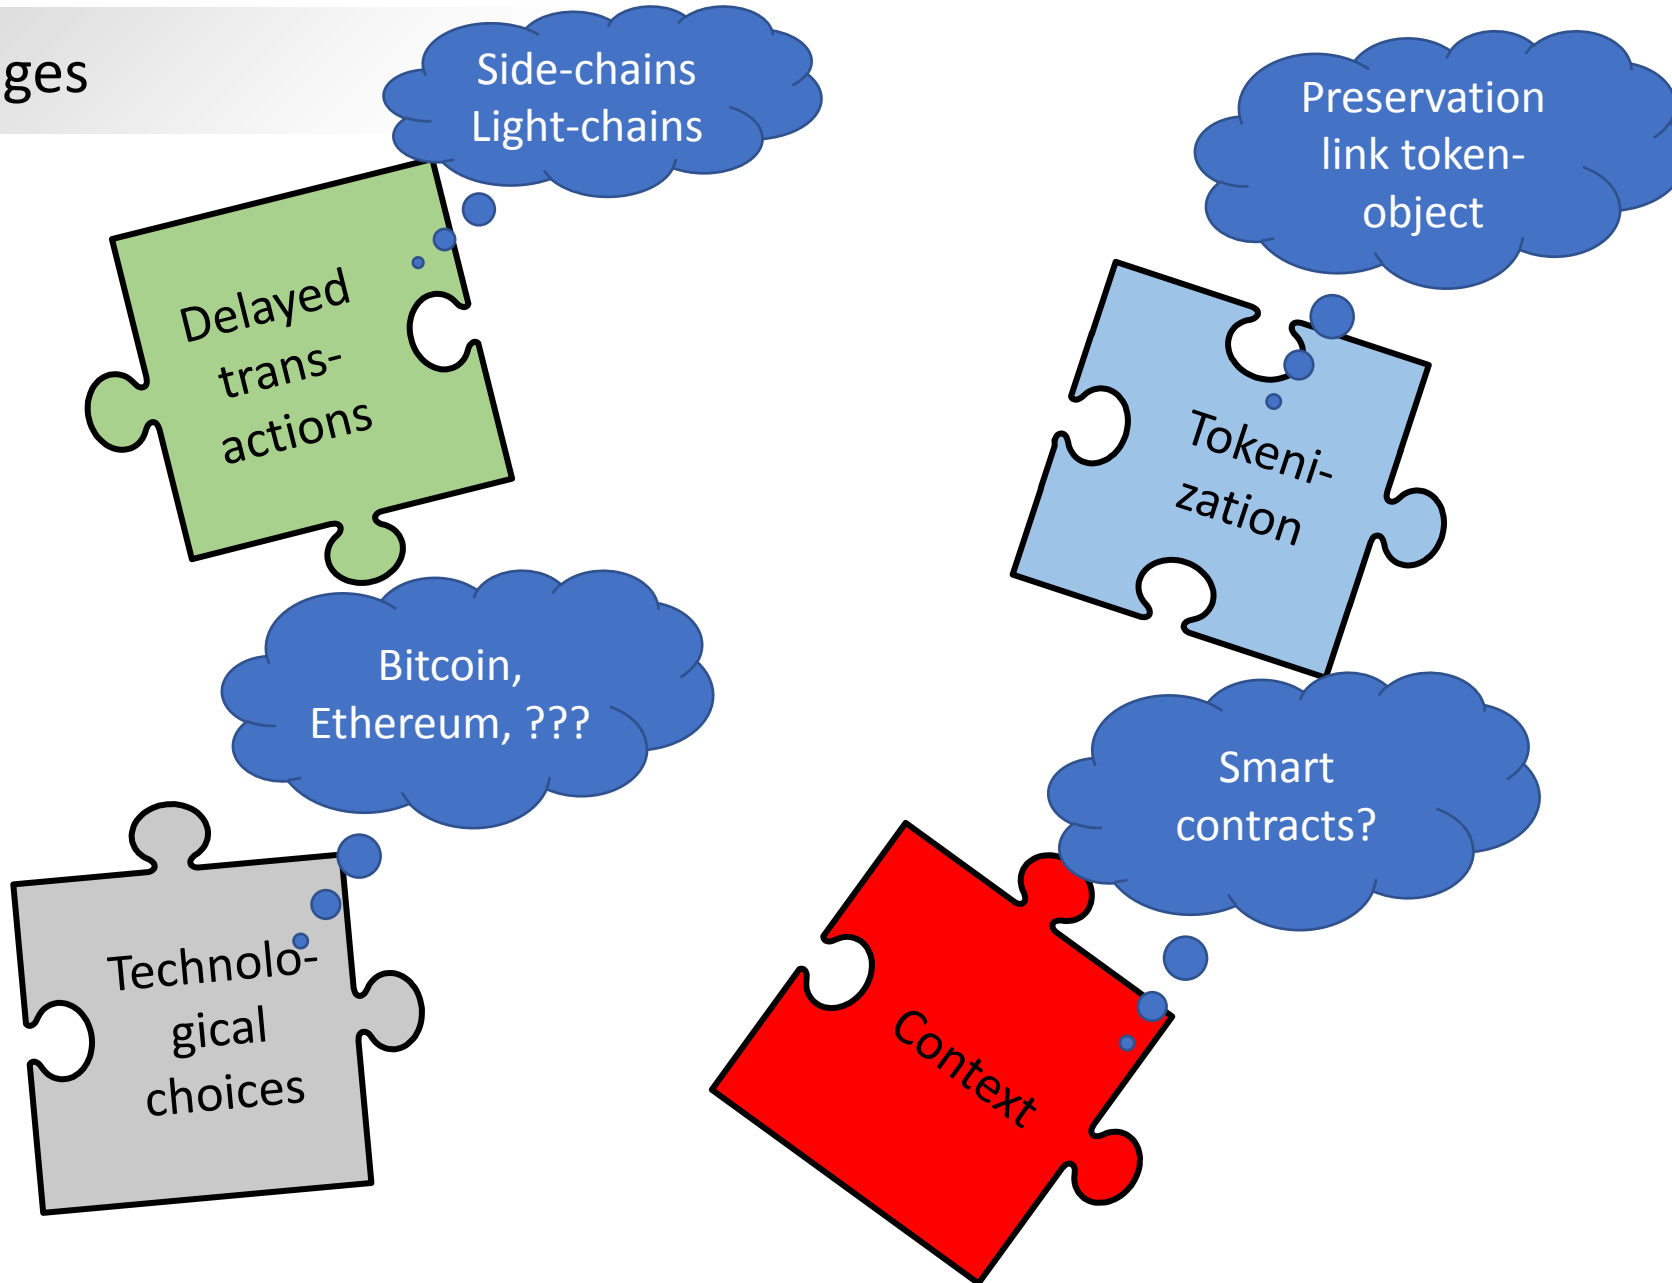 ges
Side-chains
Light-chains
Preservation
link token-
object
Delayed
trans-
actions
Tokeni-
zation
Bitcoin,
Ethereum, ???
Smart
contracts?
Technolo-
gical
choices
Context